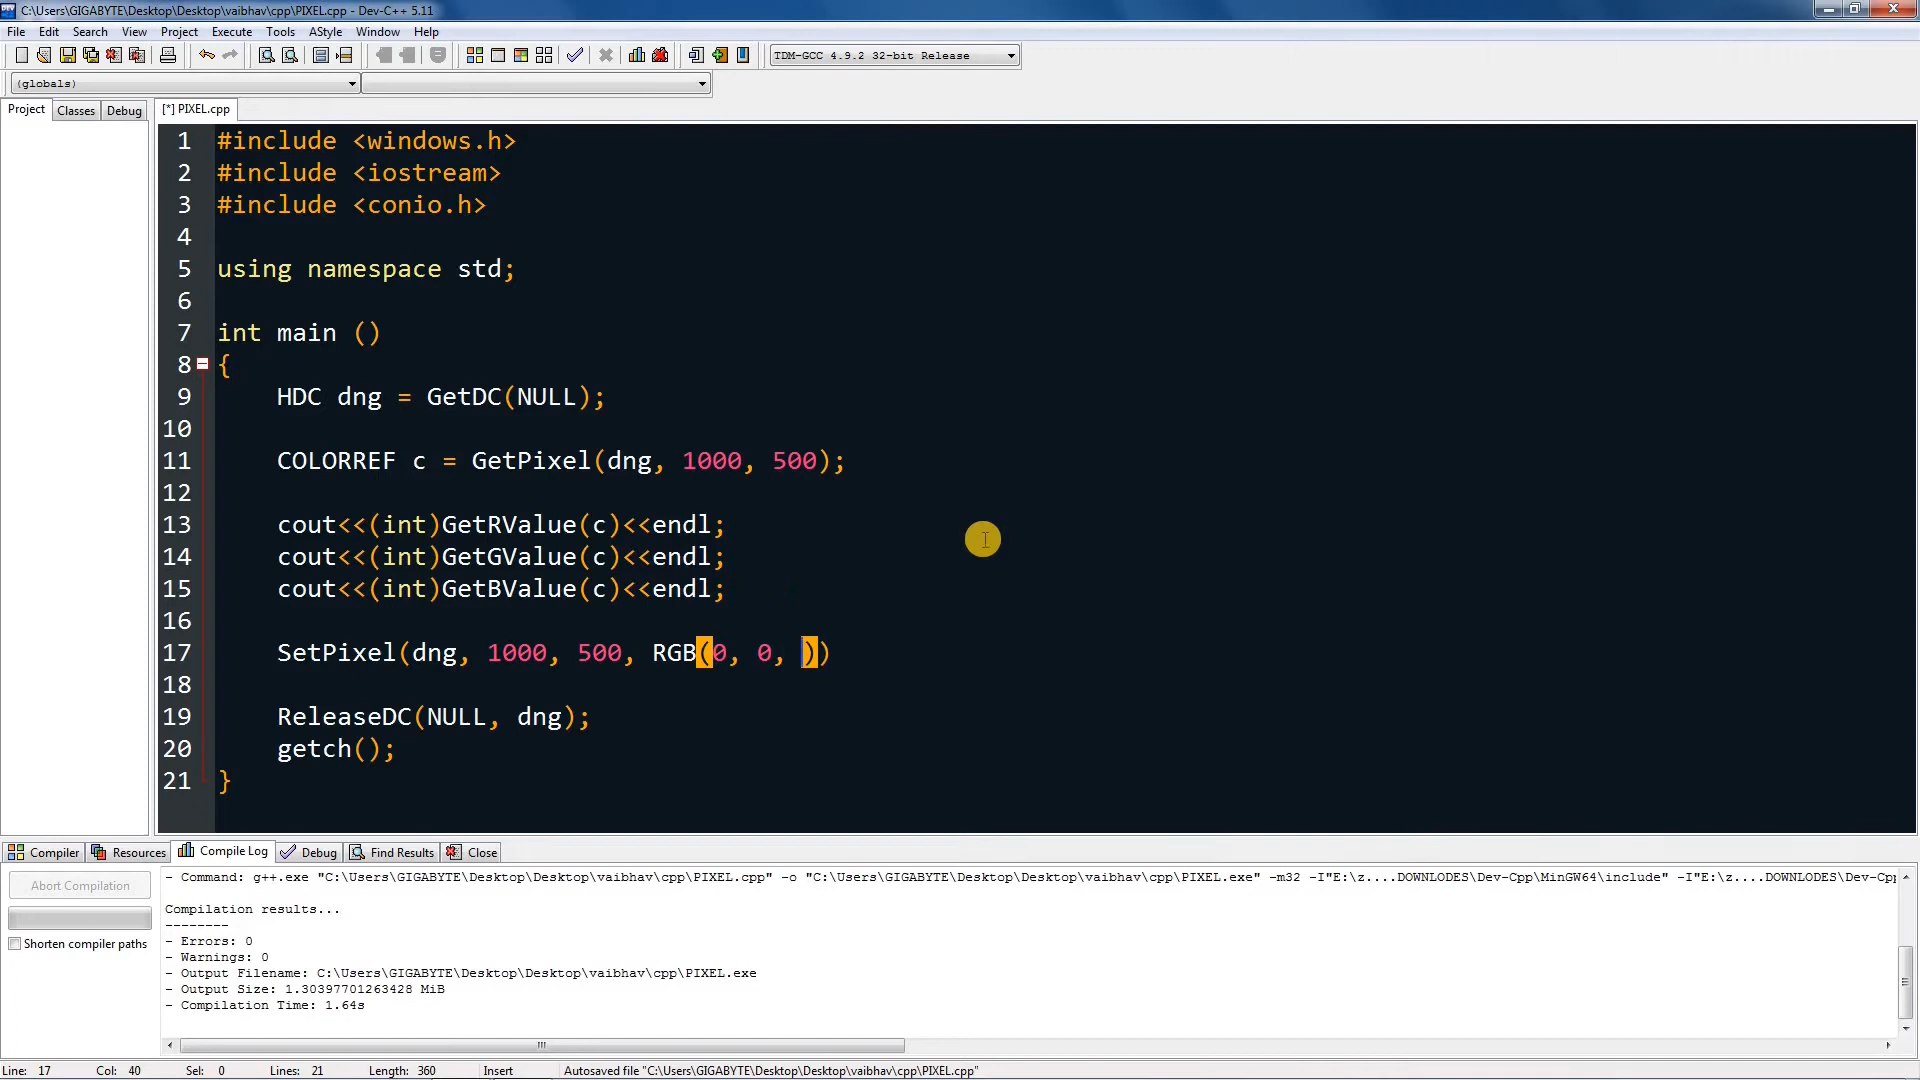 C:\Users\GIGABYTE\Desktop\Desktop\vaibhav\cpp\PIXEL.cpp - Dev-C++ 5.11
File Edit Search View Project Execute Tools AStyle Window Help
TDM-GCC 4.9.2 32-bit Release
(globals)
Project Classes Debug [*] PIXEL.cpp
1 #include <windows.h>
2 #include <iostream>
3 #include <conio.h>
4
5 using namespace std;
6
7 int main ()
8 {
9 HDC dng = GetDC(NULL);
10
11 COLORREF c = GetPixel(dng, 1000, 500);
12
13 cout<<(int)GetRValue(c)<<endl;
14 cout<<(int)GetGValue(c)<<endl;
15 cout<<(int)GetBValue(c)<<endl;
16
17 SetPixel(dng, 1000, 500, RGB(0, 0, ))
18
19 ReleaseDC(NULL, dng);
20 getch();
21 }
Compiler Resources Compile Log Debug Find Results Close
Abort Compilation
Shorten compiler paths
- Command: g++.exe "C:\Users\GIGABYTE\Desktop\Desktop\vaibhav\cpp\PIXEL.cpp" -o "C:\Users\GIGABYTE\Desktop\Desktop\vaibhav\cpp\PIXEL.exe" -m32 -I"E:\z....DOWNLODES\Dev-Cpp\MinGW64\include" -I"E:\z....DOWNLODES\Dev-Cpp
Compilation results...
--------
- Errors: 0
- Warnings: 0
- Output Filename: C:\Users\GIGABYTE\Desktop\Desktop\vaibhav\cpp\PIXEL.exe
- Output Size: 1.30397701263428 MiB
- Compilation Time: 1.64s
Line: 17 Col: 40 Sel: 0 Lines: 21 Length: 360 Insert Autosaved file "C:\Users\GIGABYTE\Desktop\Desktop\vaibhav\cpp\PIXEL.cpp"